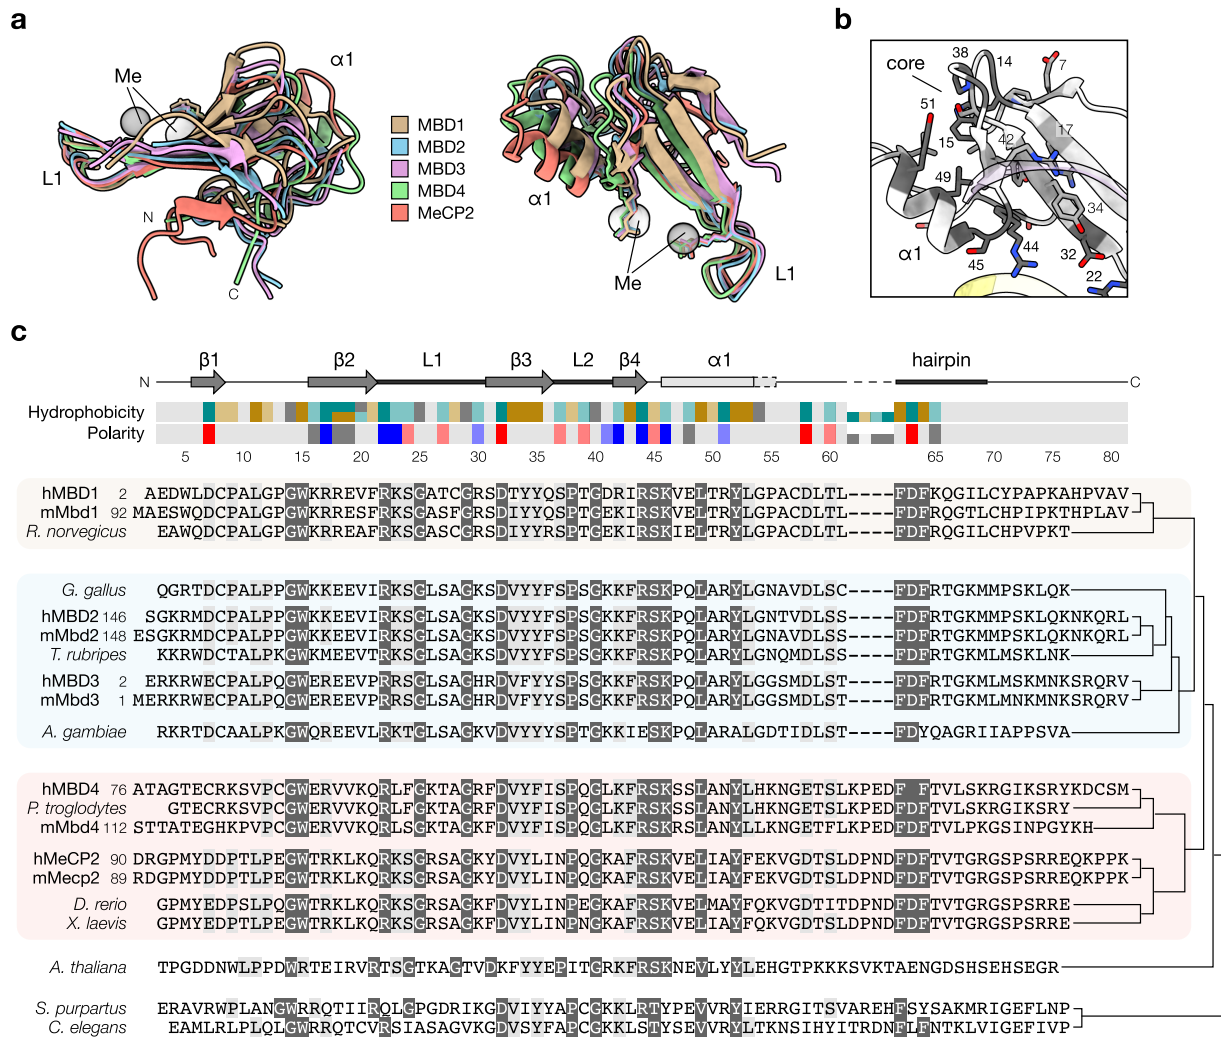 a
Me
α1
L1
N
C
MBD1
MBD2
MBD3
MBD4
MeCP2
α1
Me
L1
b
core
38
14
7
51
15
42
17
49
34
α1
45
44
32
22
c
N β1 β2 L1 β3 L2 β4 α1 hairpin C
Hydrophobicity
Polarity
5 10 15 20 25 30 35 40 45 50 55 60 65 70 75 80
hMBD1 2 AEDWLDCPALGPGWKRREVFRKSGATCGRSDTYYQSPTGDRIRSKVELTRYLGPACDLTL----FDFKQGILCYPAPKAHPVAV
mMbd1 92 MAESWQDCPALGPGWKRRESFRKSGASFGRSDIYYQSPTGEKIRSKVELTRYLGPACDLTL----FDFRQGTLCHPIPKTHPLAV
R. norvegicus EAWQDCPALGPGWKRREAFRKSGASCGRSDIYYRSPTGEKIRSKIELTRYLGPACDLTL----FDFRQGILCHPVPKT
G. gallus QGRTDCPALPPGWKKEEVIRKSGLSAGKSDVYYFSPSGKKFRSKPQLARYLGNAVDLSC----FDFRTGKMMPSKLQK
hMBD2 146 SGKRMDCPALPPGWKKEEVIRKSGLSAGKSDVYYFSPSGKKFRSKPQLARYLGNTVDLSS----FDFRTGKMMPSKLQKNKQRL
mMbd2 148 ESGKRMDCPALPPGWKKEEVIRKSGLSAGKSDVYYFSPSGKKFRSKPQLARYLGNAVDLSS----FDFRTGKMMPSKLQKNKQRL
T. rubripes KKRWDCTALPKGWKMEEVTRKSGLSAGKSDVYYFSPSGKKFRSKPQLARYLGNQMDLSS----FDFRTGKMLMSKLNK
hMBD3 2 ERKRWECPALPQGWEREEVPRRSGLSAGHRDVFYYSPSGKKFRSKPQLARYLGGSMDLST----FDFRTGKMLMSKMNKSRQRV
mMbd3 1 MERKRWECPALPQGWEREEVPRRSGLSAGHRDVFYYSPSGKKFRSKPQLARYLGGSMDLST----FDFRTGKMLMNKMNKSRQRV
A. gambiae RKRTDCAALPKGWQREEVLRKTGLSAGKVDVYYYSPTGKKIESKPQLARALGDTIDLST----FDYQAGRIIAPPSVA
hMBD4 76 ATAGTECRKSVPCGWERVVKQRLFGKTAGRFDVYFISPQGLKFRSKSSLANYLHKNGETSLKPEDF FTVLSKRGIKSRYKDCSM
P. troglodytes GTECRKSVPCGWERVVKQRLFGKTAGRFDVYFISPQGLKFRSKSSLANYLHKNGETSLKPEDFDFTVLSKRGIKSRY
mMbd4 112 STTATEGHKPVPCGWERVVKQRLSGKTAGKFDVYFISPQGLKFRSKRSLANYLLKNGETFLKPEDFDFTVLPKGSINPGYKH
hMeCP2 90 DRGPMYDDPTLPEGWTRKLKQRKSGRSAGKYDVYLINPQGKAFRSKVELIAYFEKVGDTSLDPNDFDFTVTGRGSPSRREQKPPK
mMecp2 89 RDGPMYDDPTLPEGWTRKLKQRKSGRSAGKYDVYLINPQGKAFRSKVELIAYFEKVGDTSLDPNDFDFTVTGRGSPSRREQKPPK
D. rerio GPMYEDPSLPQGWTRKLKQRKSGRSAGKFDVYLINPEGKAFRSKVELMAYFQKVGDTITDPNDFDFTVTGRGSPSRRE
X. laevis GPMYEDPTLPEGWTRKLKQRKSGRSAGKFDVYLINPNGKAFRSKVELIAYFQKVGDTSLDPNDFDFTVTGRGSPSRRE
A. thaliana TPGDDNWLPPDWRTEIRVRTSGTKAGTVDKFYYEPITGRKFRSKNEVLYYLEHGTPKKKSVKTAENGDSHSEHSEGR
S. purpartus ERAVRWPLANGWRRQTIIRQLGPGDRIKGDVIYYAPCGKKLRTYPEVVRYIERRGITSVAREHFSYSAKMRIGEFLNP
C. elegans EAMLRLPLQLGWRRQTCVRSIASAGVKGDVSYFAPCGKKLSTYSEVVRYLTKNSIHYITRDNFLFNTKLVIGEFIVP